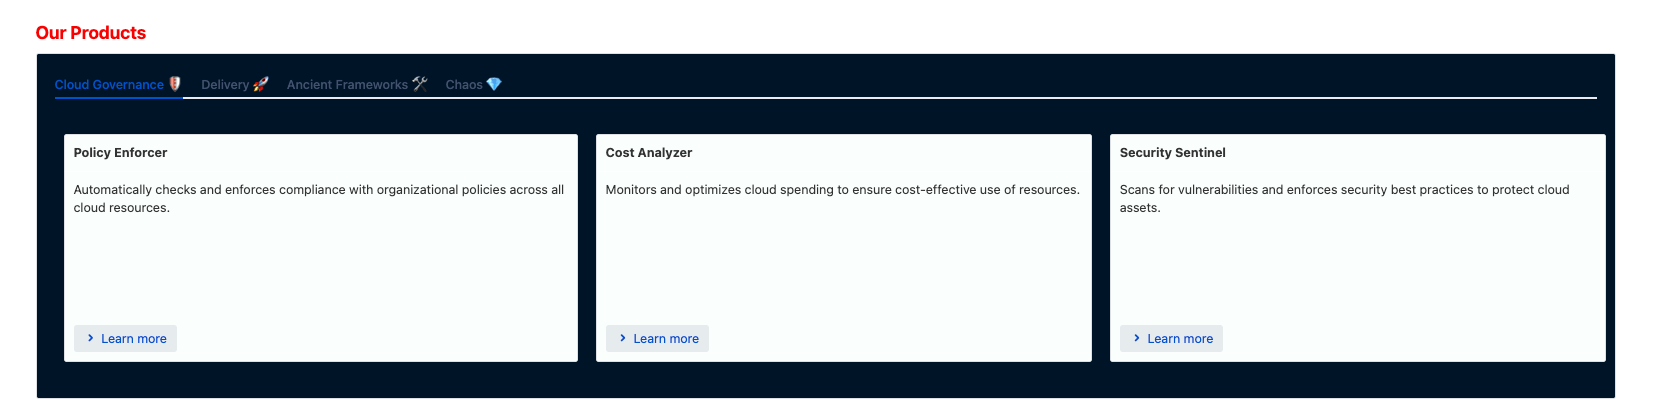 Our Products
Cloud Governance 🛡️ Delivery 🚀 Ancient Frameworks 🛠️ Chaos 💎
Policy Enforcer
Automatically checks and enforces compliance with organizational policies across all
cloud resources.
Learn more
Cost Analyzer
Monitors and optimizes cloud spending to ensure cost-effective use of resources.
Learn more
Security Sentinel
Scans for vulnerabilities and enforces security best practices to protect cloud
assets.
Learn more